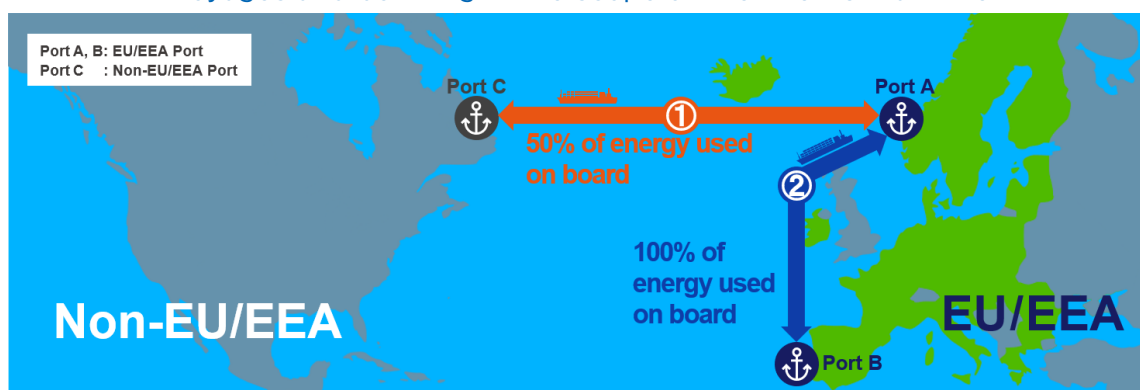 Port A, B: EU/EEA Port
Port C : Non-EU/EEA Port
Port C
Port A
①
50% of energy used
on board
②
100% of
energy used
on board
Non-EU/EEA
EU/EEA
Port B